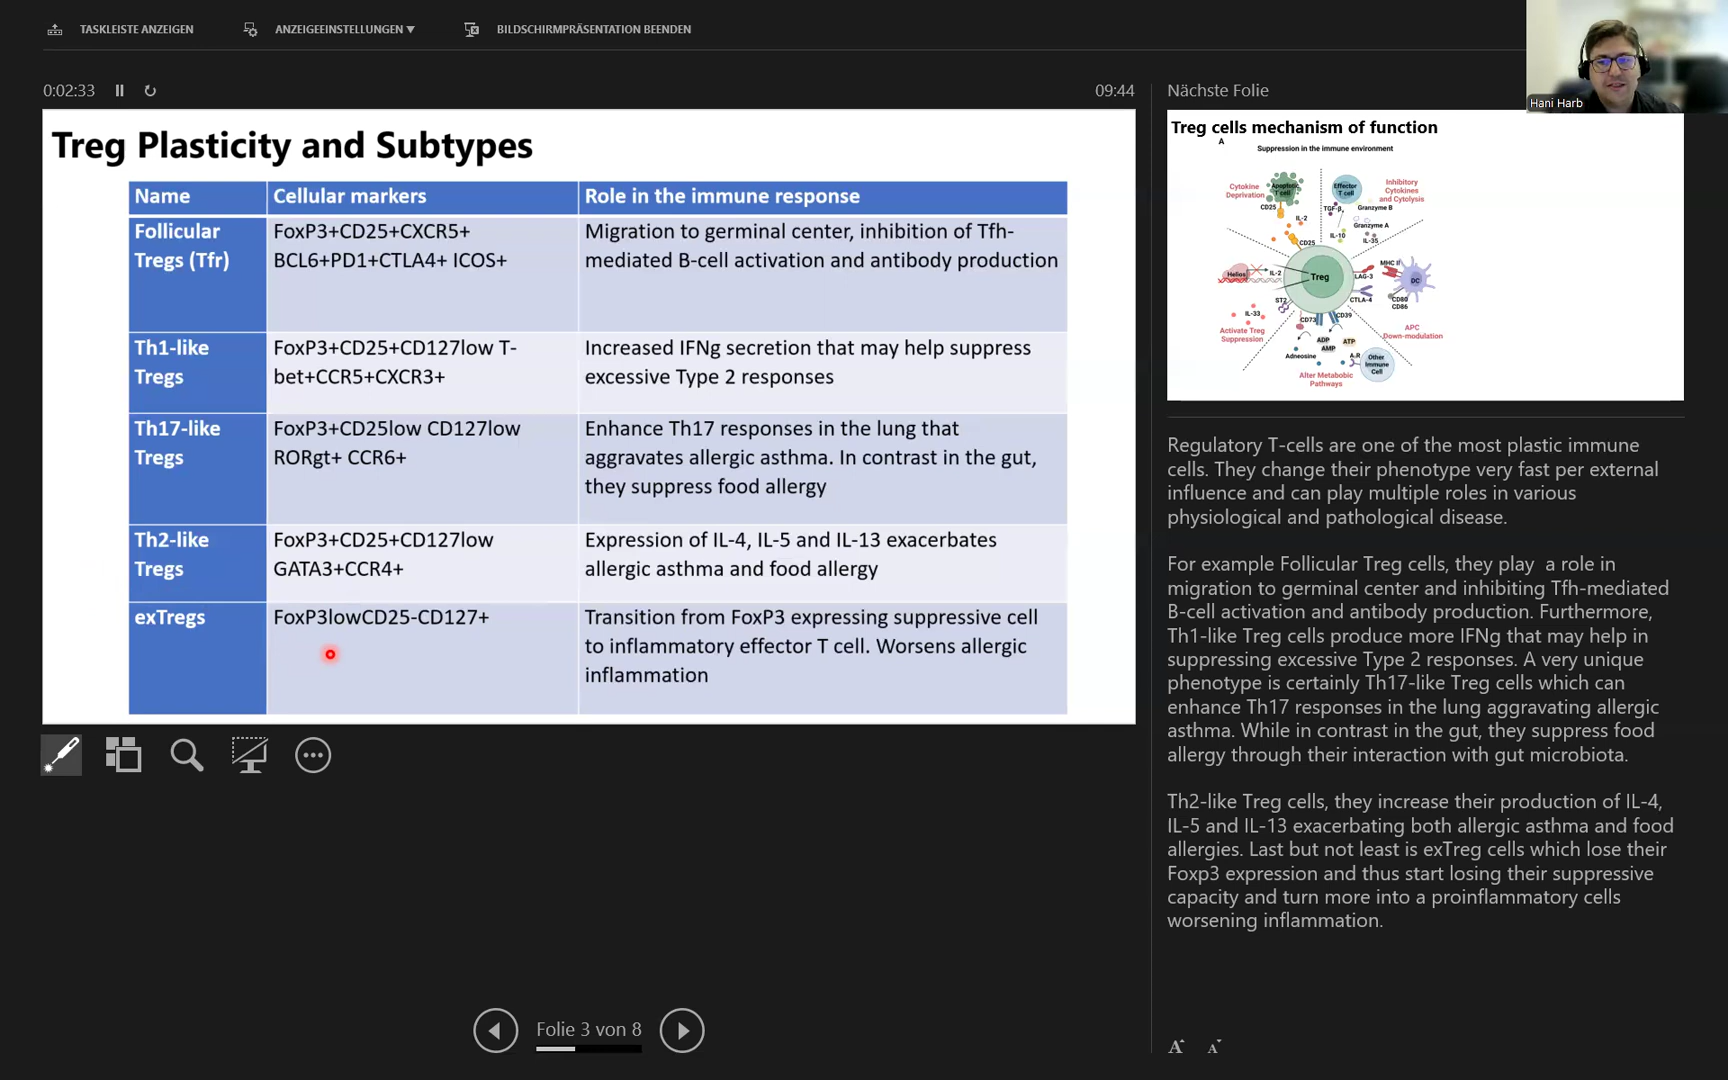 TASKLEISTE ANZEIGEN
ANZEIGEEINSTELLUNGEN ▼
BILDSCHIRMPRÄSENTATION BEENDEN
Hani Harb
0:02:33
09:44
Nächste Folie
Treg Plasticity and Subtypes
Name
Cellular markers
Role in the immune response
Follicular
Tregs (Tfr)
FoxP3+CD25+CXCR5+
BCL6+PD1+CTLA4+ ICOS+
Migration to germinal center, inhibition of Tfh-
mediated B-cell activation and antibody production
Th1-like
Tregs
FoxP3+CD25+CD127low T-
bet+CCR5+CXCR3+
Increased IFNg secretion that may help suppress
excessive Type 2 responses
Th17-like
Tregs
FoxP3+CD25low CD127low
RORgt+ CCR6+
Enhance Th17 responses in the lung that
aggravates allergic asthma. In contrast in the gut,
they suppress food allergy
Th2-like
Tregs
FoxP3+CD25+CD127low
GATA3+CCR4+
Expression of IL-4, IL-5 and IL-13 exacerbates
allergic asthma and food allergy
exTregs
FoxP3lowCD25-CD127+
Transition from FoxP3 expressing suppressive cell
to inflammatory effector T cell. Worsens allergic
inflammation
Treg cells mechanism of function
A
Suppression in the immune environment
Cytokine
Deprivation
Apoptotic
T cell
CD25
IL-2
CD25
Effector
T cell
TGF-β
Granzyme B
Granzyme A
IL-10
IL-35
Inhibitory
Cytokines
and Cytolysis
Helios
IL-2
Treg
LAG-3
MHC II
DC
CTLA-4
CD80
CD86
ST2
IL-33
Activate Treg
Suppression
CD73
CD39
ADP
AMP
ATP
Adneosine
A₂R
Other
Immune
Cell
APC
Down-modulation
Alter Metabobic
Pathways
Regulatory T-cells are one of the most plastic immune
cells. They change their phenotype very fast per external
influence and can play multiple roles in various
physiological and pathological disease.
For example Follicular Treg cells, they play  a role in
migration to germinal center and inhibiting Tfh-mediated
B-cell activation and antibody production. Furthermore,
Th1-like Treg cells produce more IFNg that may help in
suppressing excessive Type 2 responses. A very unique
phenotype is certainly Th17-like Treg cells which can
enhance Th17 responses in the lung aggravating allergic
asthma. While in contrast in the gut, they suppress food
allergy through their interaction with gut microbiota.
Th2-like Treg cells, they increase their production of IL-4,
IL-5 and IL-13 exacerbating both allergic asthma and food
allergies. Last but not least is exTreg cells which lose their
Foxp3 expression and thus start losing their suppressive
capacity and turn more into a proinflammatory cells
worsening inflammation.
Folie 3 von 8
A A